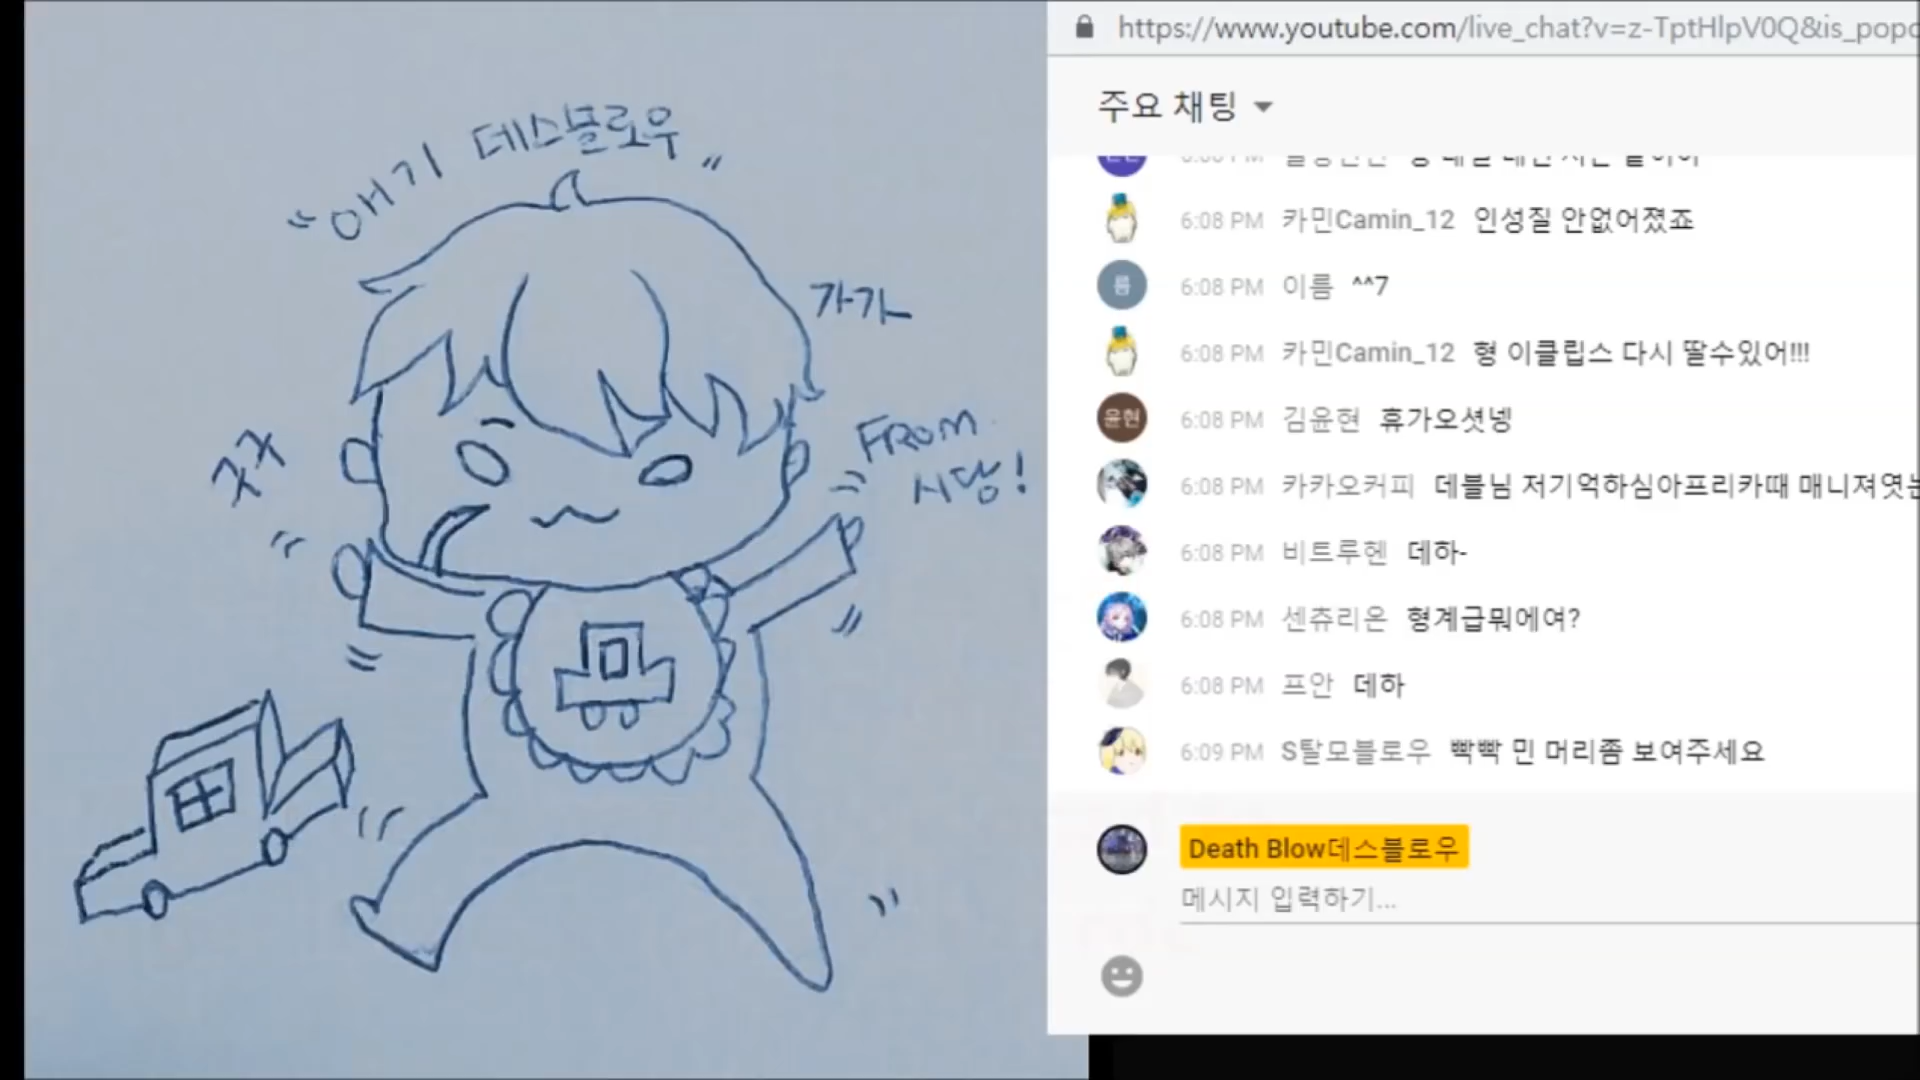 "애기 데스블로우"
가가
굿굿
FROM
시당!
https://www.youtube.com/live_chat?v=z-TptHlpV0Q&is_popo
주요 채팅
6:08 PM 카민Camin_12 인성질 안없어졌죠
름 6:08 PM 이름 ^^7
6:08 PM 카민Camin_12 형 이클립스 다시 딸수있어!!!
윤현 6:08 PM 김윤현 휴가오셧넹
6:08 PM 카카오커피 데블님 저기억하심아프리카때 매니져엿는
6:08 PM 비트루헨 데하-
6:08 PM 센츄리온 형계급뭐에여?
6:08 PM 프안 데하
6:09 PM S탈모블로우 빡빡 민 머리좀 보여주세요
Death Blow데스블로우
메시지 입력하기...